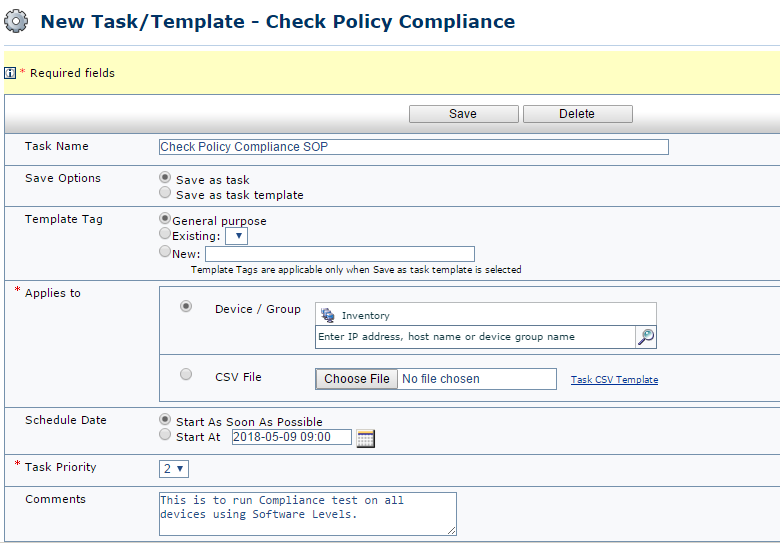 New Task/Template - Check Policy Compliance
* Required fields
Save Delete
Task Name Check Policy Compliance SOP
Save Options Save as task
Save as task template
Template Tag General purpose
Existing:
New:
Template Tags are applicable only when Save as task template is selected
* Applies to
Device / Group Inventory
Enter IP address, host name or device group name
CSV File Choose File No file chosen Task CSV Template
Schedule Date Start As Soon As Possible
Start At 2018-05-09 09:00
* Task Priority 2
Comments This is to run Compliance test on all
devices using Software Levels.